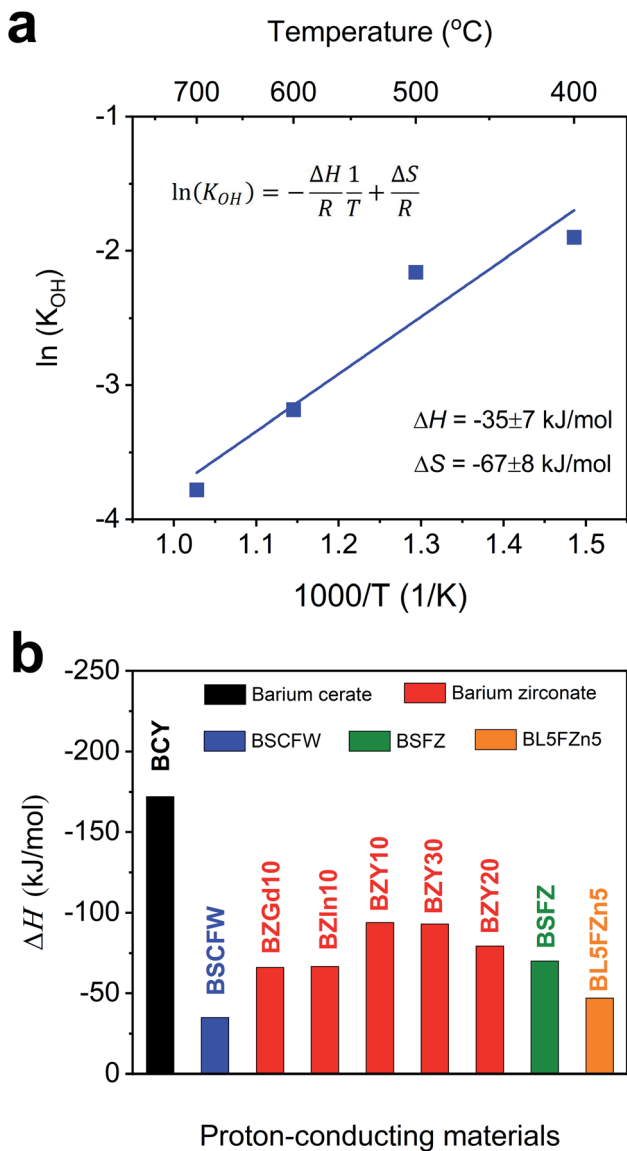 a
Temperature (°C)
700 600 500 400
-1
ln(K_OH) = -ΔH/R 1/T + ΔS/R
-2
ln (K_OH)
-3
ΔH = -35±7 kJ/mol
ΔS = -67±8 kJ/mol
-4
1.0 1.1 1.2 1.3 1.4 1.5
1000/T (1/K)
b
-250
Barium cerate Barium zirconate
BSCFW BSFZ BL5FZn5
-200
-150
-100
-50
0
ΔH (kJ/mol)
BCY
BSCFW
BZGd10
BZIn10
BZY10
BZY30
BZY20
BSFZ
BL5FZn5
Proton-conducting materials